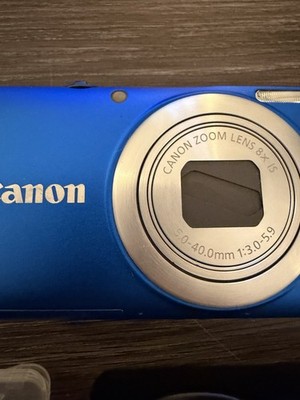 Canon
CANON ZOOM LENS 8x IS
5.0-40.0mm 1:3.0-5.9